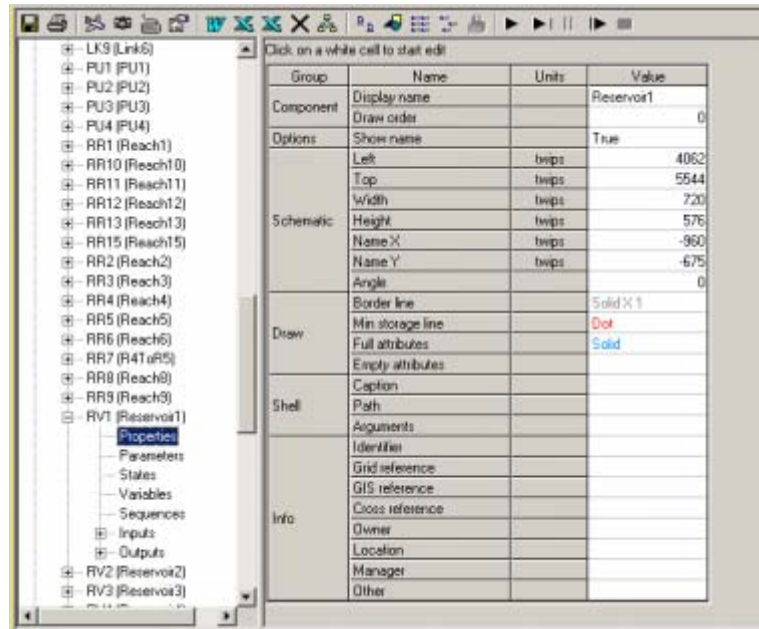 LK9 (Link6)
PU1 (PU1)
PU2 (PU2)
PU3 (PU3)
PU4 (PU4)
RR1 (Reach1)
RR10 (Reach10)
RR11 (Reach11)
RR12 (Reach12)
RR13 (Reach13)
RR15 (Reach15)
RR2 (Reach2)
RR3 (Reach3)
RR4 (Reach4)
RR5 (Reach5)
RR6 (Reach6)
RR7 (R4ToR5)
RR8 (Reach8)
RR9 (Reach9)
RV1 (Reservoir1)
Properties
Parameters
States
Variables
Sequences
Inputs
Outputs
RV2 (Reservoir2)
RV3 (Reservoir3)
Click on a white cell to start edit
Group Name Units Value
Component Display name Reservoir1
Draw order 0
Options Show name True
Schematic Left twips 4062
Top twips 5544
Width twips 720
Height twips 576
Name X twips -960
Name Y twips -675
Angle 0
Draw Border line Solid X 1
Min storage line Dot
Full attributes Solid
Empty attributes
Shell Caption
Path
Arguments
Info Identifier
Grid reference
GIS reference
Cross reference
Owner
Location
Manager
Other